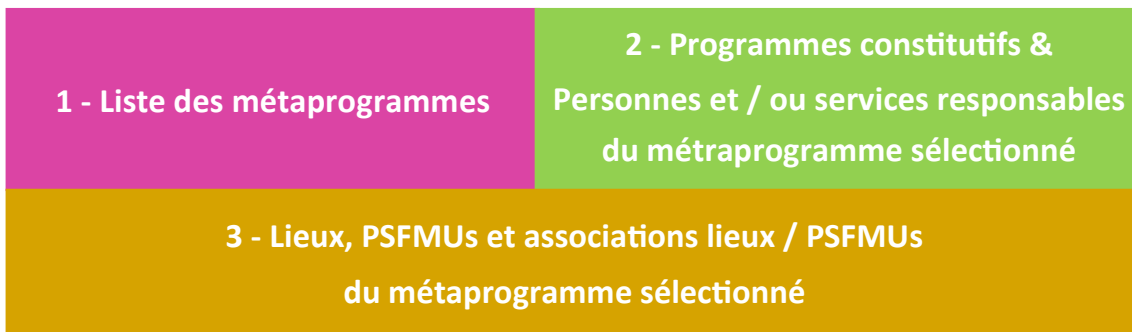 1 - Liste des métaprogrammes
2 - Programmes constitutifs &
Personnes et / ou services responsables
du métraprogramme sélectionné
3 - Lieux, PSFMUs et associations lieux / PSFMUs
du métaprogramme sélectionné